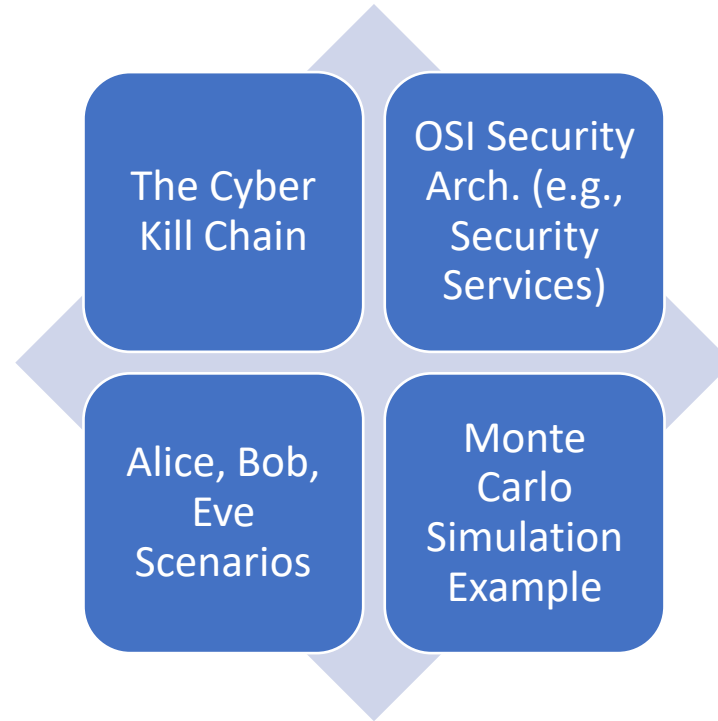 The Cyber
Kill Chain
OSI Security
Arch. (e.g.,
Security
Services)
Alice, Bob,
Eve
Scenarios
Monte
Carlo
Simulation
Example